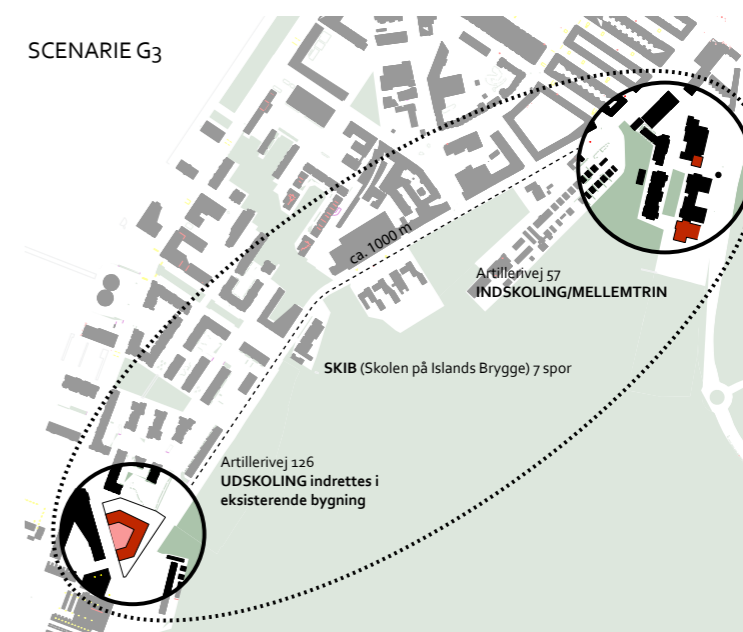 SCENARIE G3
ca. 1000 m
Artillerivej 57
INDSKOLING/MELLEMTRIN
SKIB (Skolen på Islands Brygge) 7 spor
Artillerivej 126
UDSKOLING indrettes i
eksisterende bygning